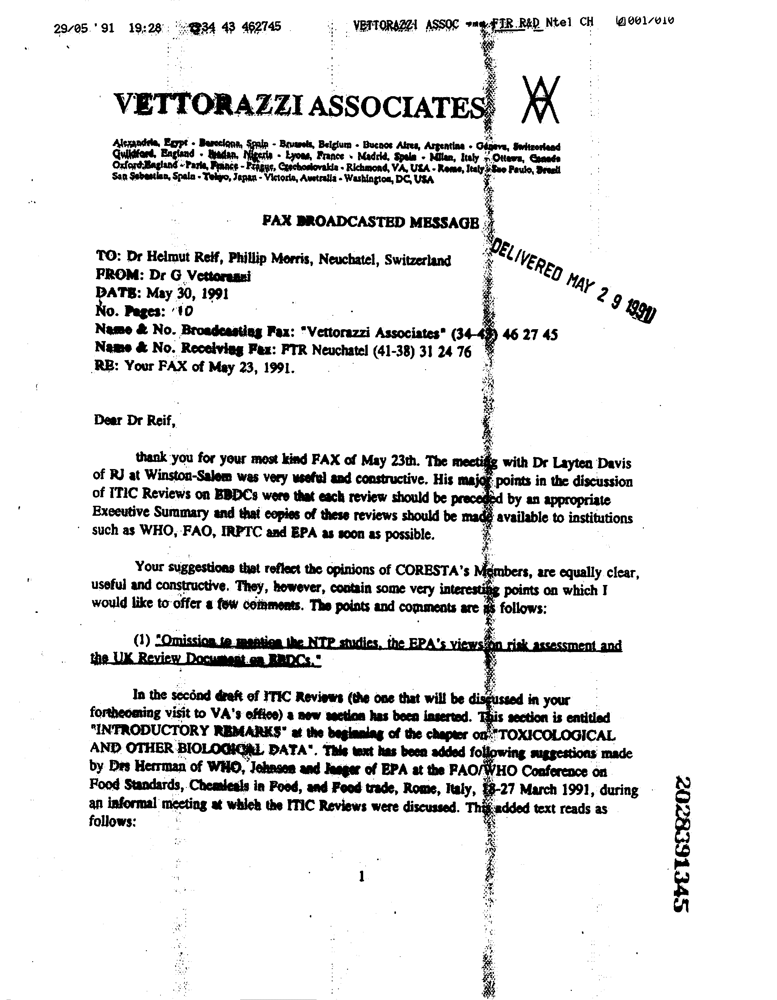 29/05 '91 19:28 ☎34 43 462745 VETTORAZZI ASSOC →→→ FTR R&D Ntel CH 001/010
VETTORAZZI ASSOCIATES
Alexandria, Egypt - Barcelona, Spain - Brussels, Belgium - Buenos Aires, Argentina - Geneva, Switzerland
Guildford, England - Ibadan, Nigeria - Lyons, France - Madrid, Spain - Milan, Italy - Ottawa, Canada
Oxford, England - Paris, France - Prague, Czechoslovakia - Richmond, VA, USA - Rome, Italy - Sao Paulo, Brasil
San Sebastian, Spain - Tokyo, Japan - Victoria, Australia - Washington, DC, USA
FAX BROADCASTED MESSAGE
DELIVERED MAY 29 1991
TO: Dr Helmut Reif, Phillip Morris, Neuchatel, Switzerland
FROM: Dr G Vettorazzi
DATE: May 30, 1991
No. Pages: 10
Name & No. Broadcasting Fax: "Vettorazzi Associates" (34-43) 46 27 45
Name & No. Receiving Fax: FTR Neuchatel (41-38) 31 24 76
RE: Your FAX of May 23, 1991.
Dear Dr Reif,
thank you for your most kind FAX of May 23th. The meeting with Dr Layten Davis
of RJ at Winston-Salem was very useful and constructive. His major points in the discussion
of ITIC Reviews on EBDCs were that each review should be preceded by an appropriate
Executive Summary and that copies of these reviews should be made available to institutions
such as WHO, FAO, IRPTC and EPA as soon as possible.
Your suggestions that reflect the opinions of CORESTA's Members, are equally clear,
useful and constructive. They, however, contain some very interesting points on which I
would like to offer a few comments. The points and comments are as follows:
(1) "Omission to mention the NTP studies, the EPA's views on risk assessment and
the UK Review Document on EBDCs."
In the second draft of ITIC Reviews (the one that will be discussed in your
forthcoming visit to VA's office) a new section has been inserted. This section is entitled
"INTRODUCTORY REMARKS" at the beginning of the chapter on "TOXICOLOGICAL
AND OTHER BIOLOGICAL DATA". This text has been added following suggestions made
by Drs Herrman of WHO, Johnson and Jaeger of EPA at the FAO/WHO Conference on
Food Standards, Chemicals in Food, and Food trade, Rome, Italy, 18-27 March 1991, during
an informal meeting at which the ITIC Reviews were discussed. This added text reads as
follows:
1
2028391345